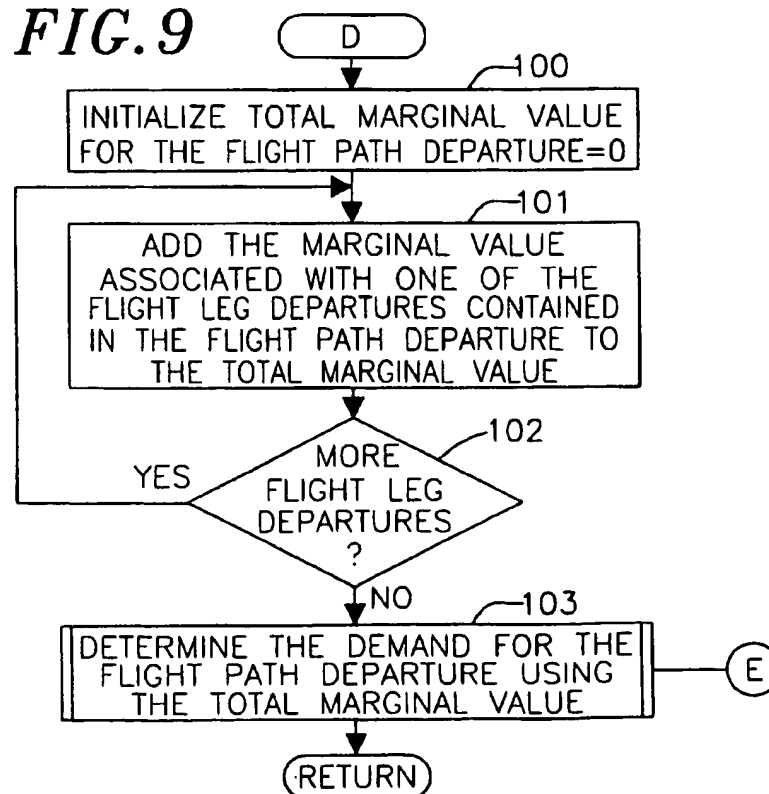 FIG.9
D
100
INITIALIZE TOTAL MARGINAL VALUE
FOR THE FLIGHT PATH DEPARTURE=0
101
ADD THE MARGINAL VALUE
ASSOCIATED WITH ONE OF THE
FLIGHT LEG DEPARTURES CONTAINED
IN THE FLIGHT PATH DEPARTURE TO
THE TOTAL MARGINAL VALUE
102
YES
MORE
FLIGHT LEG
DEPARTURES
?
NO
103
DETERMINE THE DEMAND FOR THE
FLIGHT PATH DEPARTURE USING
THE TOTAL MARGINAL VALUE
E
RETURN